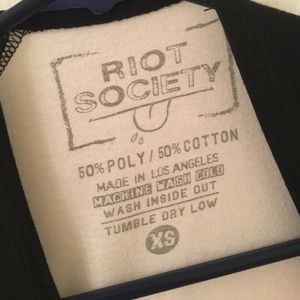 RIOT
SOCIETY
50% POLY / 50% COTTON
MADE IN LOS ANGELES
MACHINE WASH COLD
WASH INSIDE OUT
TUMBLE DRY LOW
XS